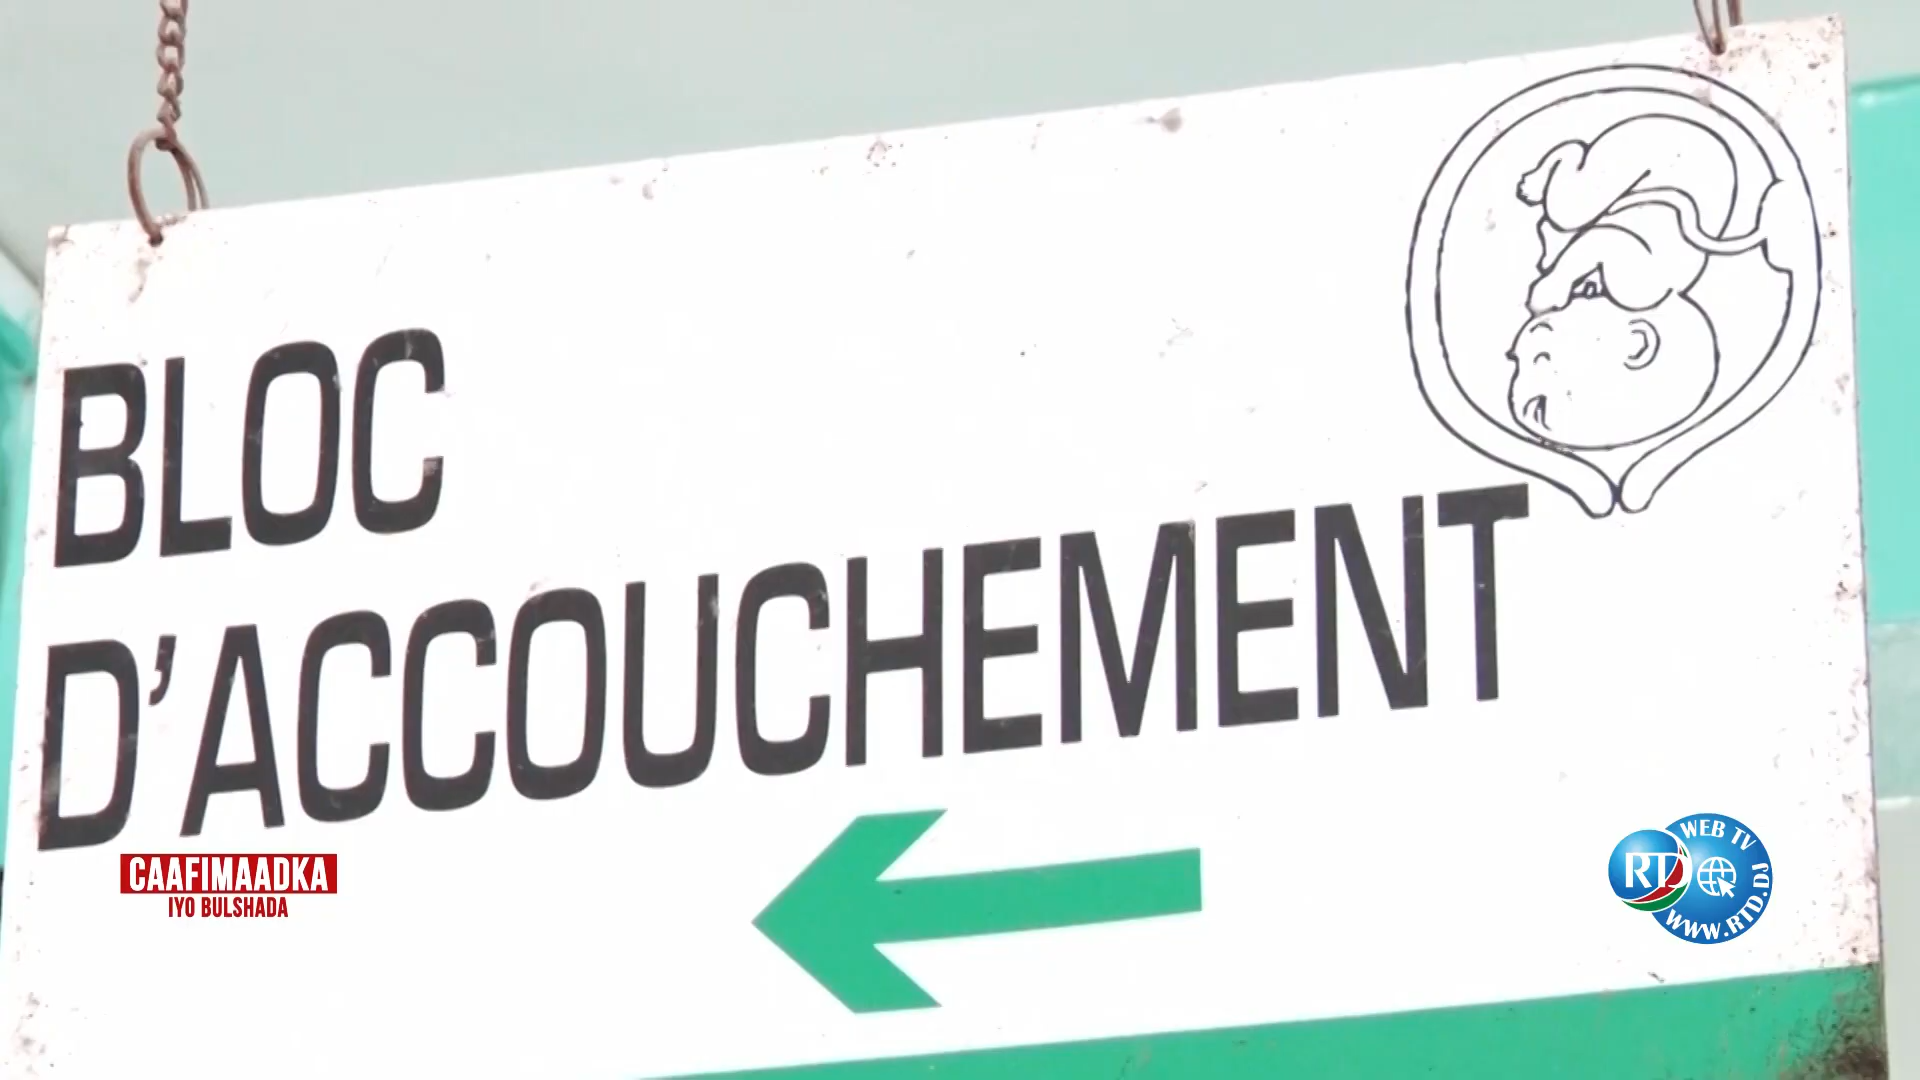 BLOC
D'ACCOUCHEMENT
CAAFIMAADKA
IYO BULSHADA
WEB TV
RTD
WWW.RTD.DJ